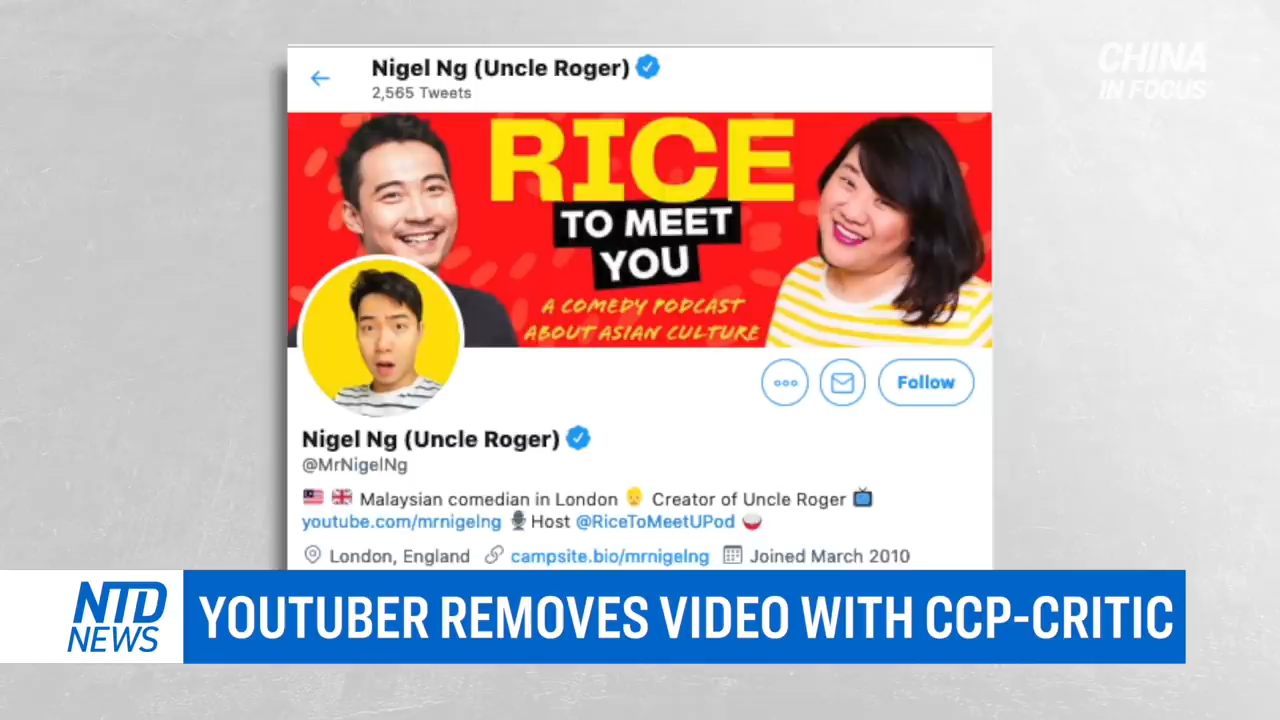 CHINA
IN FOCUS
Nigel Ng (Uncle Roger)
2,565 Tweets
RICE
TO MEET
YOU
A COMEDY PODCAST
ABOUT ASIAN CULTURE
Follow
Nigel Ng (Uncle Roger)
@MrNigelNg
Malaysian comedian in London Creator of Uncle Roger
youtube.com/mrnigelng Host @RiceToMeetUPod
London, England campsite.bio/mrnigelng Joined March 2010
NTD
NEWS
YOUTUBER REMOVES VIDEO WITH CCP-CRITIC